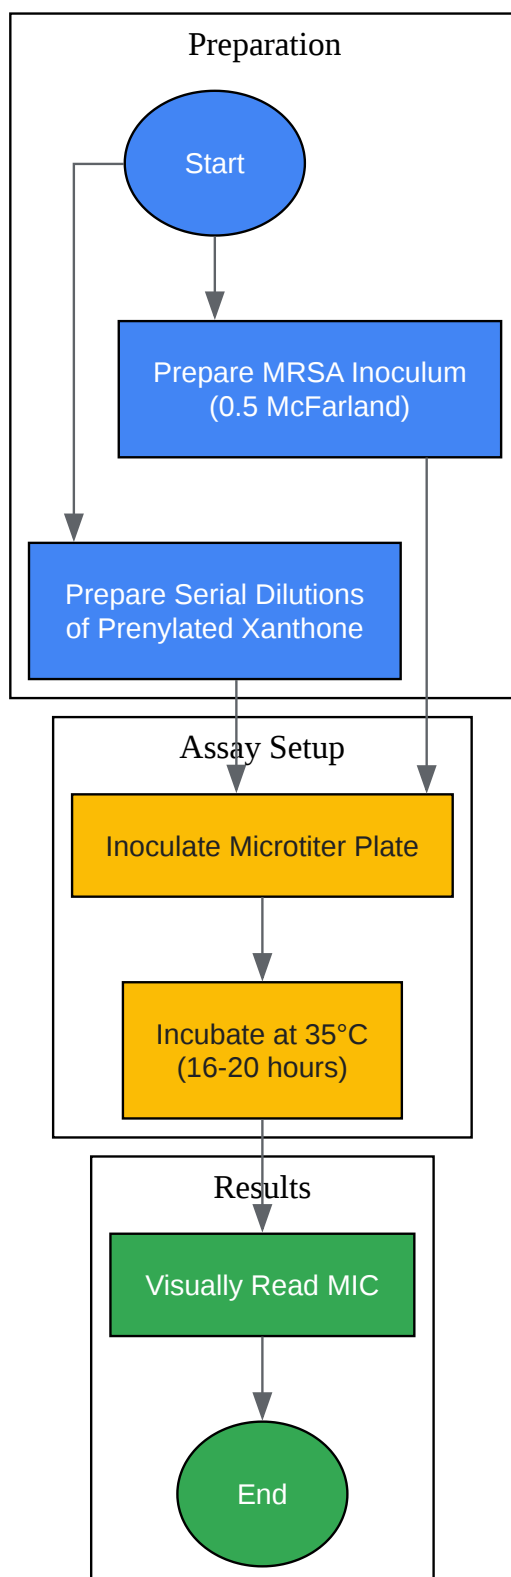 Preparation
Start
Prepare MRSA Inoculum
(0.5 McFarland)
Prepare Serial Dilutions
of Prenylated Xanthone
Assay Setup
Inoculate Microtiter Plate
Incubate at 35°C
(16-20 hours)
Results
Visually Read MIC
End